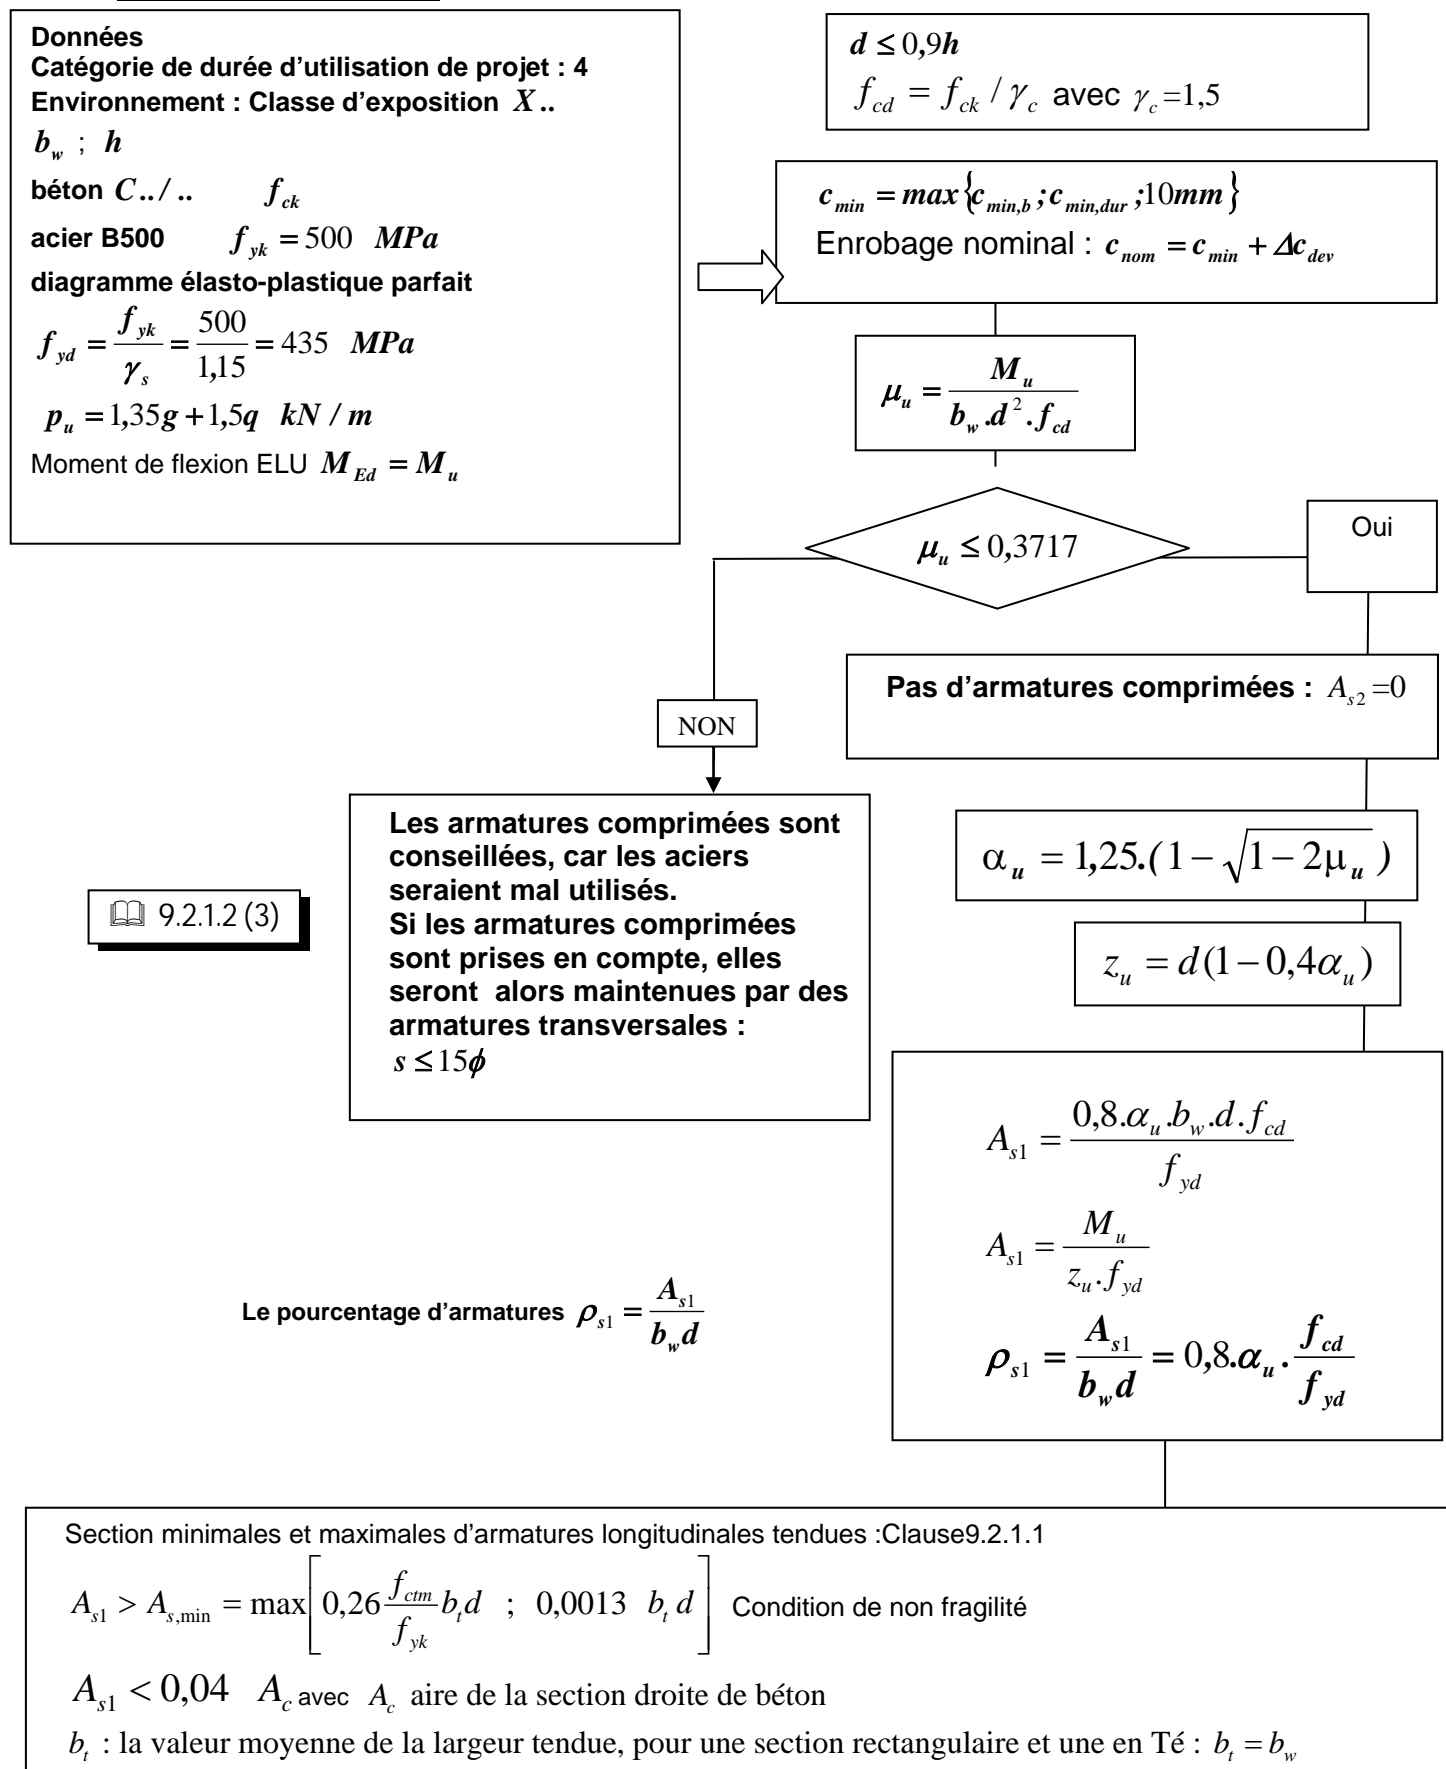 Données
Catégorie de durée d'utilisation de projet : 4
Environnement : Classe d'exposition X ..
b_w ; h
béton C../ .. f_ck
acier B500 f_yk = 500 MPa
diagramme élasto-plastique parfait
f_yd = f_yk / γ_s = 500 / 1,15 = 435 MPa
p_u = 1,35g + 1,5q kN / m
Moment de flexion ELU M_Ed = M_u
d ≤ 0,9h
f_cd = f_ck / γ_c avec γ_c =1,5
c_min = max{c_min,b ; c_min,dur ;10mm}
Enrobage nominal : c_nom = c_min + Δc_dev
μ_u = M_u / b_w .d² .f_cd
μ_u ≤ 0,3717
Oui
NON
Pas d'armatures comprimées : A_s2 =0
Les armatures comprimées sont
conseillées, car les aciers
seraient mal utilisés.
Si les armatures comprimées
sont prises en compte, elles
seront alors maintenues par des
armatures transversales :
s ≤ 15ϕ
🕮 9.2.1.2 (3)
α_u = 1,25.( 1 − √(1 − 2μ_u) )
z_u = d(1 − 0,4α_u)
A_s1 = 0,8.α_u .b_w .d. f_cd / f_yd
A_s1 = M_u / z_u . f_yd
ρ_s1 = A_s1 / b_w d = 0,8.α_u . f_cd / f_yd
Le pourcentage d'armatures ρ_s1 = A_s1 / b_w d
Section minimales et maximales d'armatures longitudinales tendues :Clause9.2.1.1
A_s1 > A_s,min = max[ 0,26 f_ctm / f_yk b_t d ; 0,0013 b_t d ] Condition de non fragilité
A_s1 < 0,04 A_c avec A_c aire de la section droite de béton
b_t : la valeur moyenne de la largeur tendue, pour une section rectangulaire et une en Té : b_t = b_w